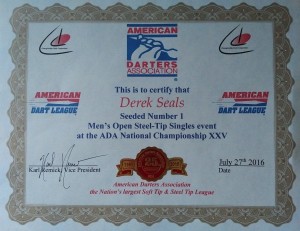 AMERICAN
DARTERS
ASSOCIATION
This is to certify that
AMERICAN
DART LEAGUE
Derek Seals
AMERICAN
DART LEAGUE
Seeded Number 1
Men's Open Steel-Tip Singles event
at the ADA National Championship XXV
25
Karl Remick, Vice President
July 27th 2016
Date
American Darters Association
the Nation's largest Soft Tip & Steel Tip League